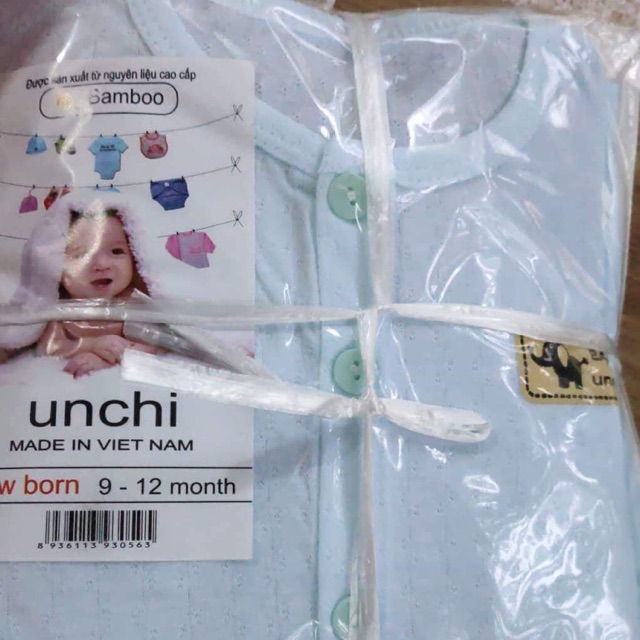 Được sản xuất từ nguyên liệu cao cấp
Bamboo
unchi
MADE IN VIET NAM
w born 9 - 12 month
8 936113 930563
un